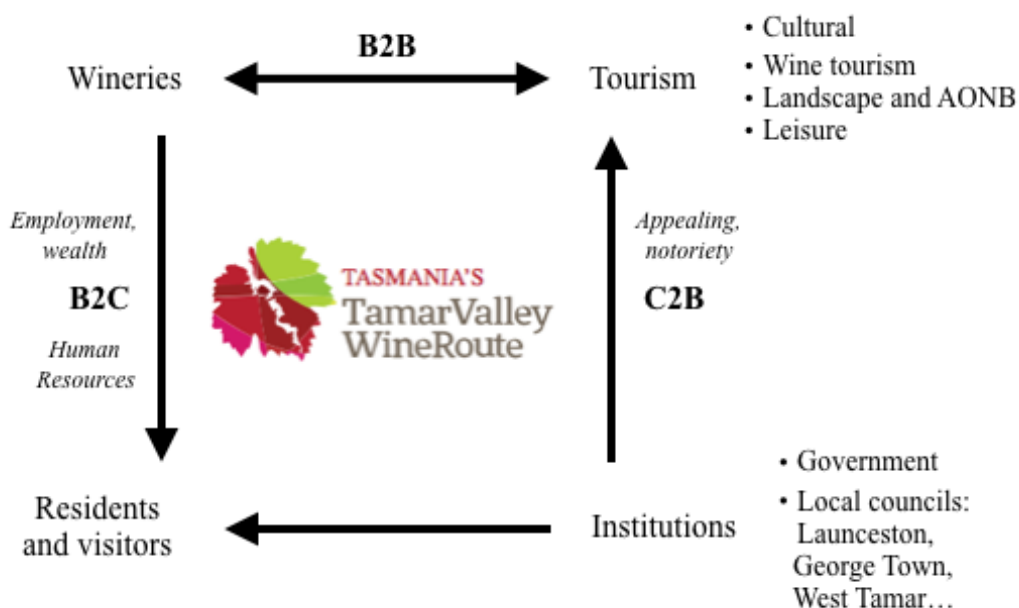 B2B
Wineries
Tourism
• Cultural
• Wine tourism
• Landscape and AONB
• Leisure
Employment,
wealth
B2C
Human
Resources
TASMANIA'S
TamarValley
WineRoute
Appealing,
notoriety
C2B
Residents
and visitors
Institutions
• Government
• Local councils:
Launceston,
George Town,
West Tamar…